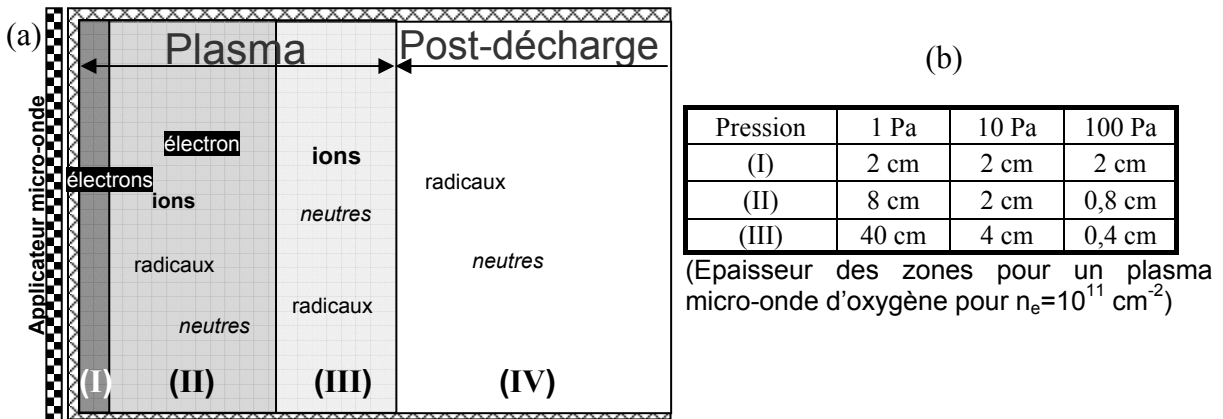 (a)
Plasma
Post-décharge
Applicateur micro-onde
électron
électrons
ions
radicaux
neutres
ions
neutres
radicaux
radicaux
neutres
(I)
(II)
(III)
(IV)
(b)
Pression 1 Pa 10 Pa 100 Pa
(I) 2 cm 2 cm 2 cm
(II) 8 cm 2 cm 0,8 cm
(III) 40 cm 4 cm 0,4 cm
(Epaisseur des zones pour un plasma
micro-onde d'oxygène pour nₑ=10¹¹ cm⁻²)